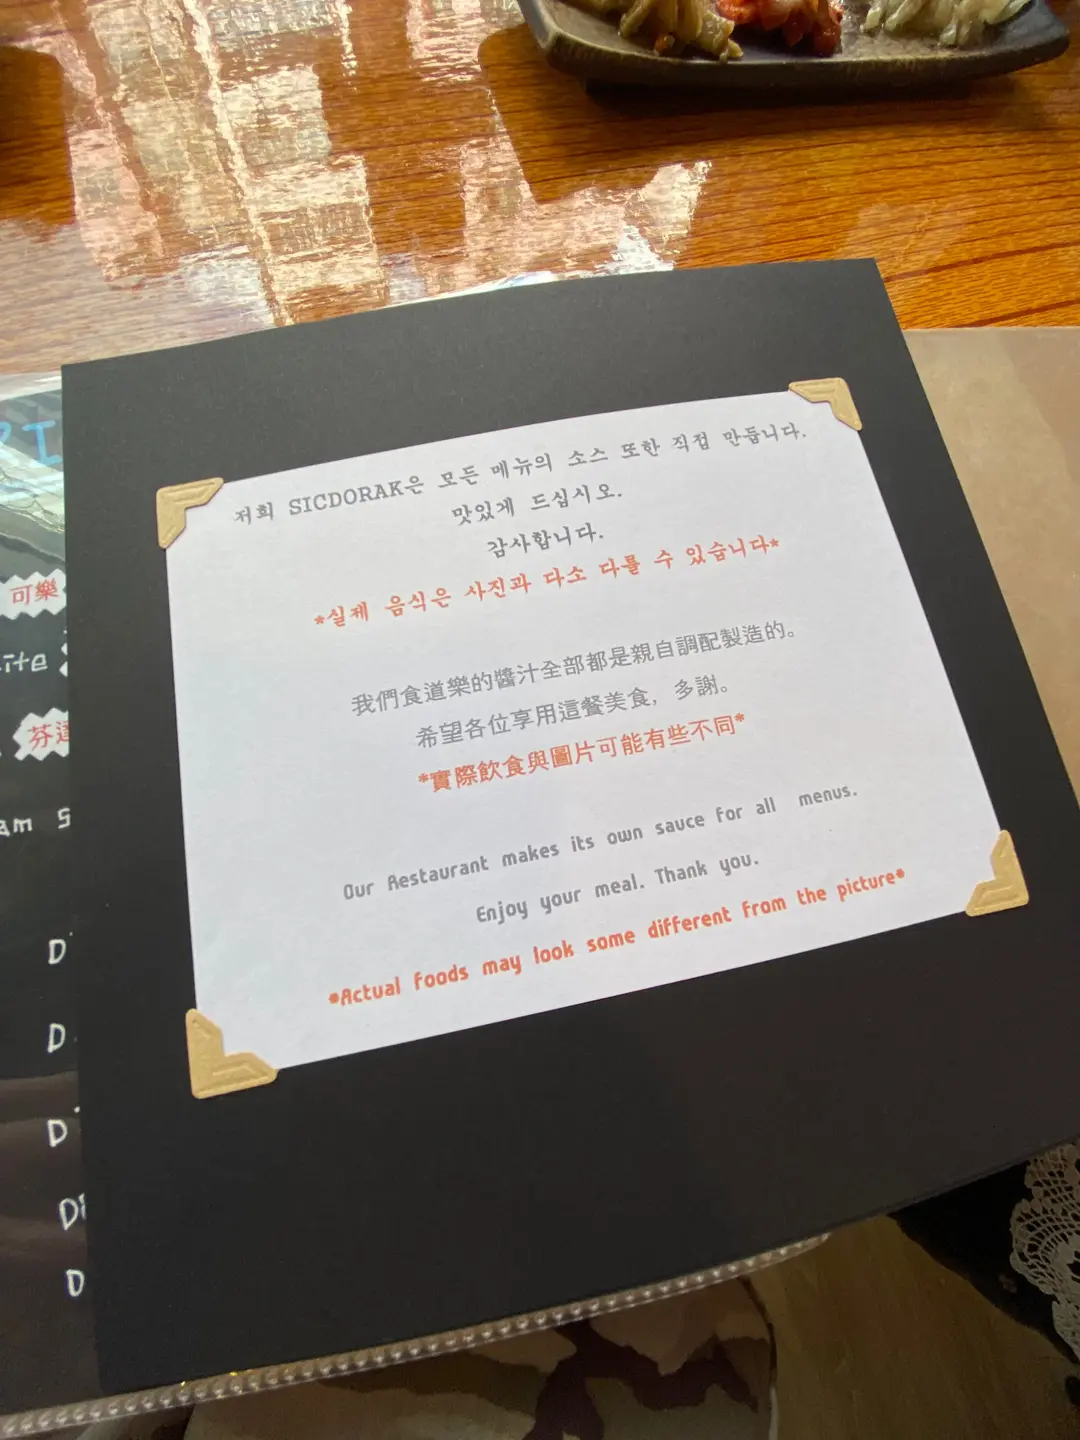 저희 SICDORAK은 모든 메뉴의 소스 또한 직접 만듭니다.
맛있게 드십시오.
감사합니다.
*실제 음식은 사진과 다소 다를 수 있습니다*
我們食道樂的醬汁全部都是親自調配製造的。
希望各位享用這餐美食，多謝。
*實際飲食與圖片可能有些不同*
Our Restaurant makes its own sauce for all menus.
Enjoy your meal. Thank you.
*Actual foods may look some different from the picture*
可樂
ite
芬達
am S
D
D
D
D
D